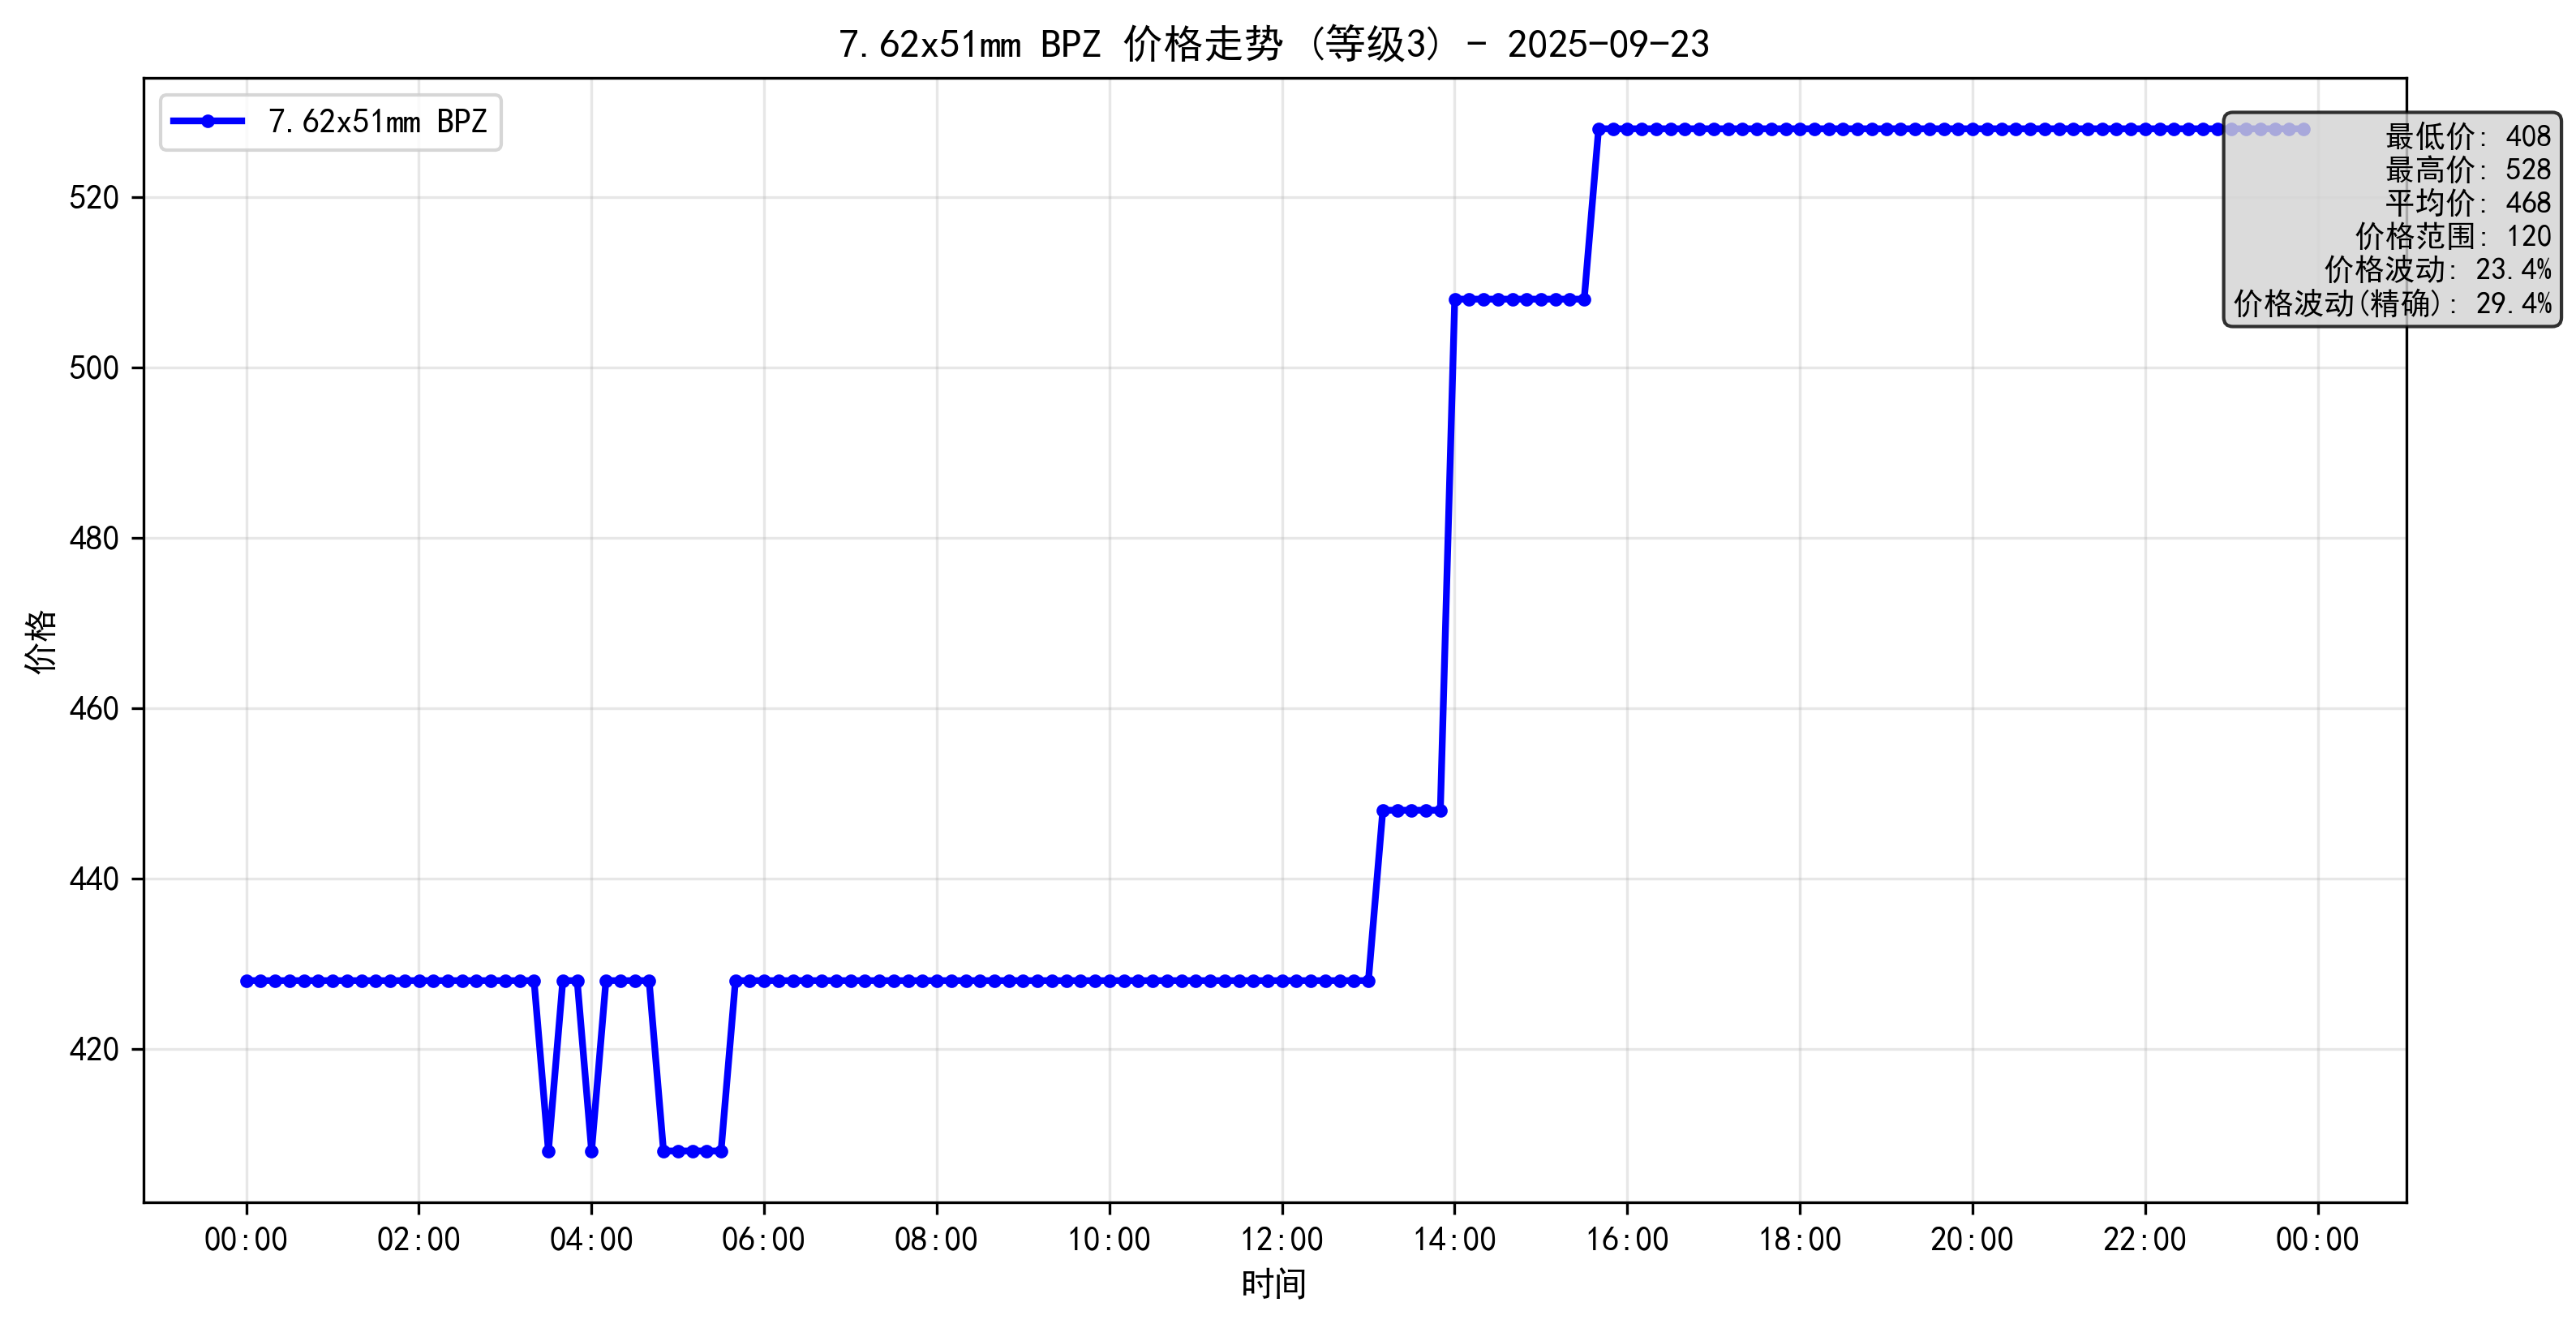 7.62x51mm BPZ 价格走势 (等级3) - 2025-09-23
7.62x51mm BPZ
最低价: 408
最高价: 528
平均价: 468
价格范围: 120
价格波动: 23.4%
价格波动(精确): 29.4%
520
500
480
460
440
420
价格
00:00 02:00 04:00 06:00 08:00 10:00 12:00 14:00 16:00 18:00 20:00 22:00 00:00
时间